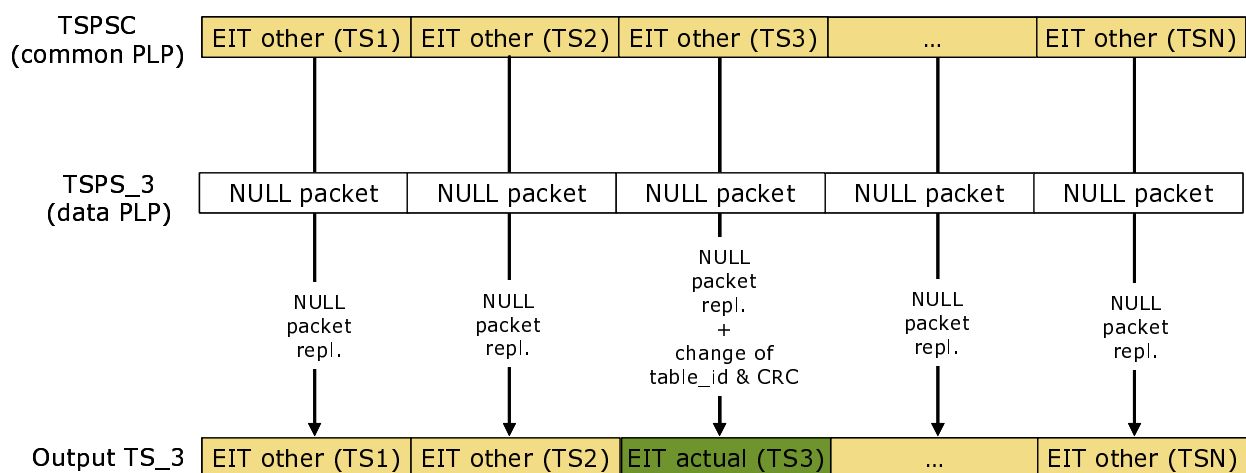 TSPSC
(common PLP)
EIT other (TS1) EIT other (TS2) EIT other (TS3) ... EIT other (TSN)
TSPS_3
(data PLP)
NULL packet NULL packet NULL packet NULL packet NULL packet
NULL
packet
repl.
NULL
packet
repl.
NULL
packet
repl.
+
change of
table_id & CRC
NULL
packet
repl.
NULL
packet
repl.
Output TS_3
EIT other (TS1) EIT other (TS2) EIT actual (TS3) ... EIT other (TSN)